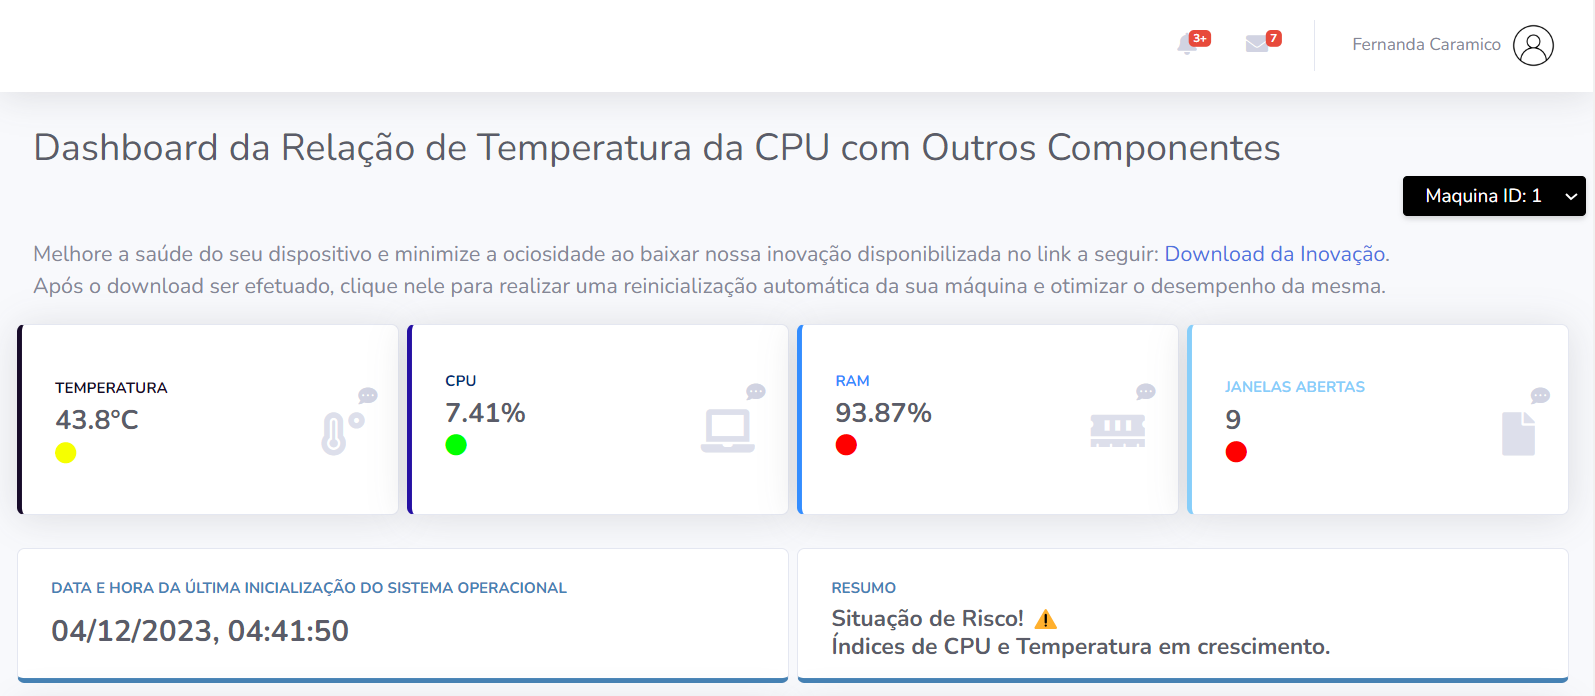 3+
7
Fernanda Caramico
Dashboard da Relação de Temperatura da CPU com Outros Componentes
Maquina ID: 1
Melhore a saúde do seu dispositivo e minimize a ociosidade ao baixar nossa inovação disponibilizada no link a seguir: Download da Inovação.
Após o download ser efetuado, clique nele para realizar uma reinicialização automática da sua máquina e otimizar o desempenho da mesma.
TEMPERATURA
43.8°C
CPU
7.41%
RAM
93.87%
JANELAS ABERTAS
9
DATA E HORA DA ÚLTIMA INICIALIZAÇÃO DO SISTEMA OPERACIONAL
04/12/2023, 04:41:50
RESUMO
Situação de Risco! ⚠️
Índices de CPU e Temperatura em crescimento.